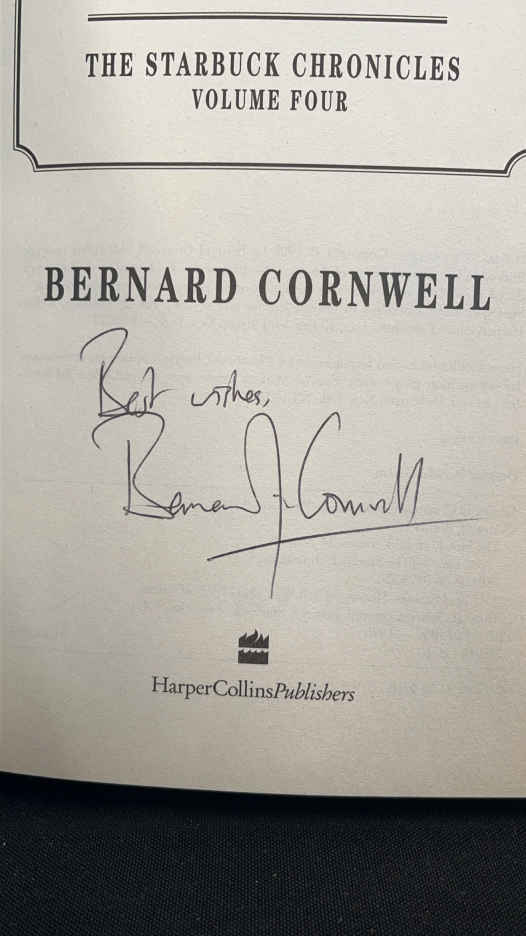 THE STARBUCK CHRONICLES
VOLUME FOUR
BERNARD CORNWELL
Best wishes,
Bernard Cornwell
HarperCollinsPublishers